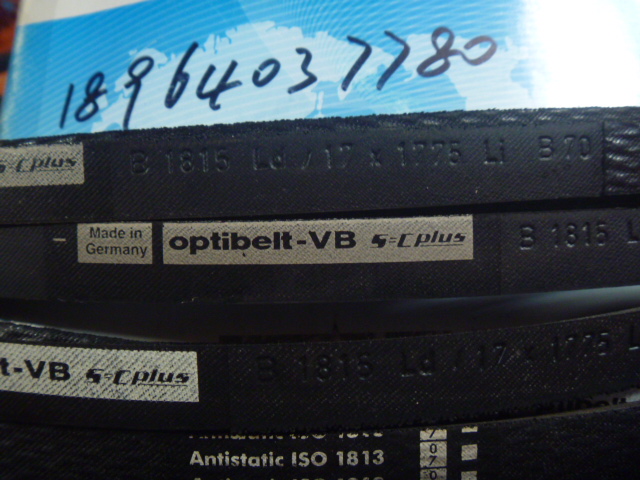 18964037780
S=C plus B 1815 Ld / 17 x 1775 Li B 70
Made in
Germany
optibelt-VB S=C plus B 1815 L
t-VB S=C plus B 1815 Ld / 17 x 1775 L
Antistatic ISO 1813